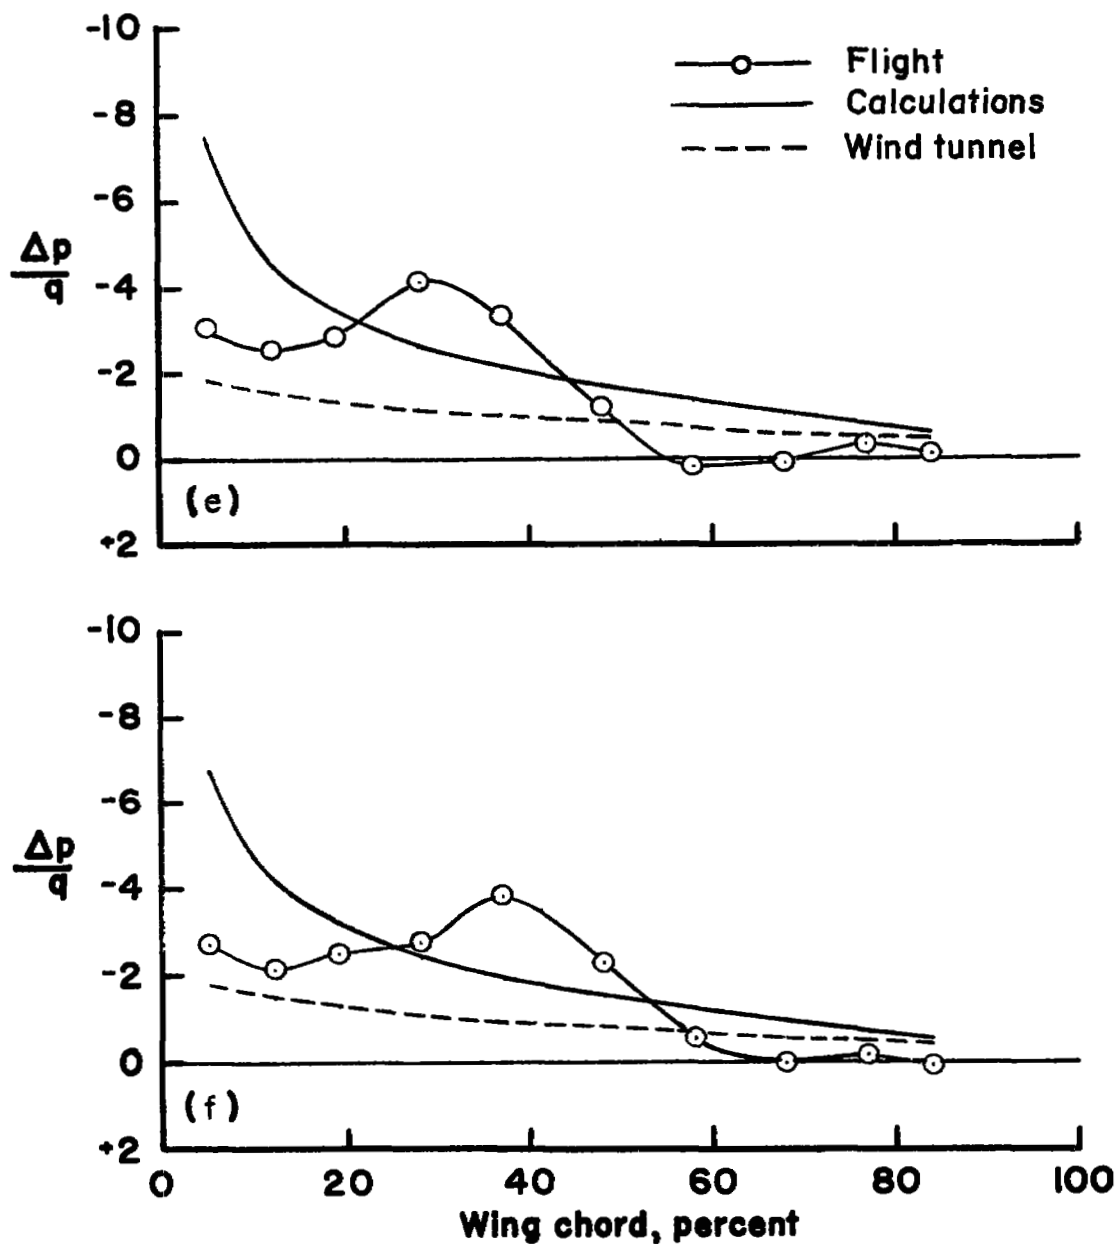 -10
-8
-6
-4
-2
0
+2
Δp
q
Flight
Calculations
Wind tunnel
(e)
-10
-8
-6
-4
-2
0
+2
Δp
q
(f)
0 20 40 60 80 100
Wing chord, percent